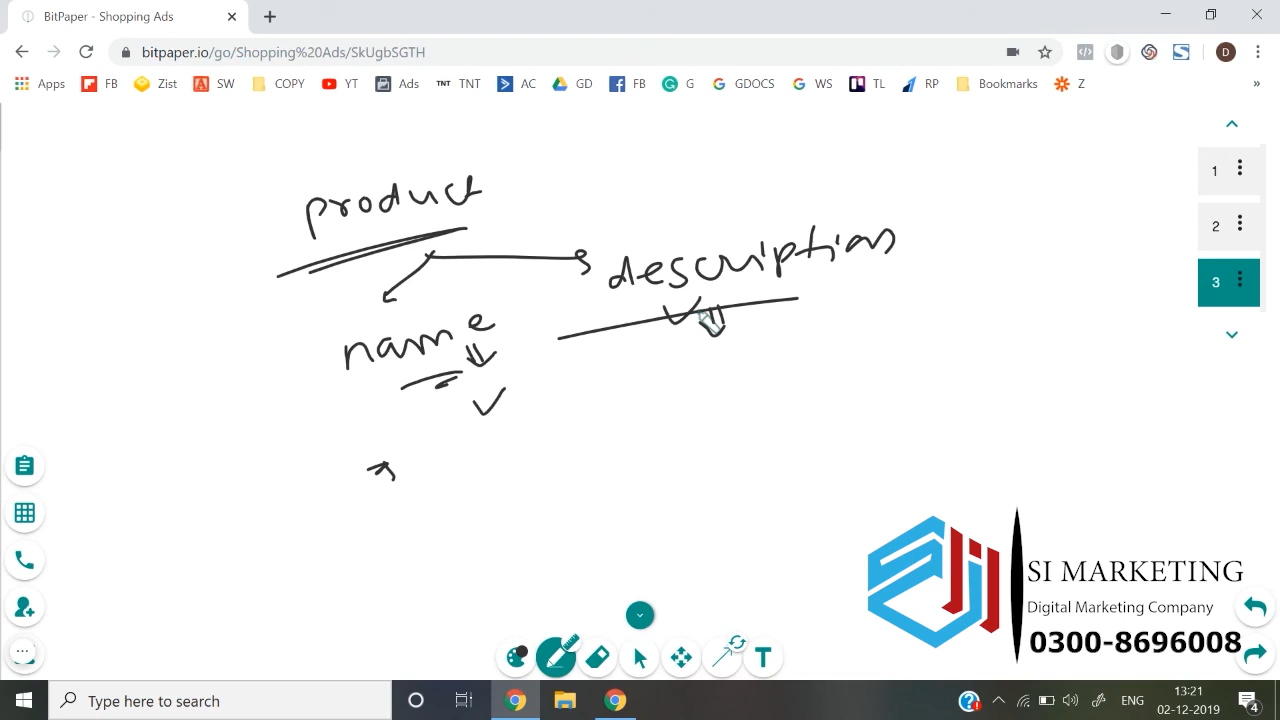 BitPaper - Shopping Ads
bitpaper.io/go/Shopping%20Ads/SkUgbSGTH
D
Apps FB Zist SW COPY YT Ads TNT TNT AC GD FB G GDOCS WS TL RP Bookmarks Z »
1
2
3
product
description
name
SI MARKETING
Digital Marketing Company
0300-8696008
T
Type here to search
ENG
13:21
02-12-2019
4